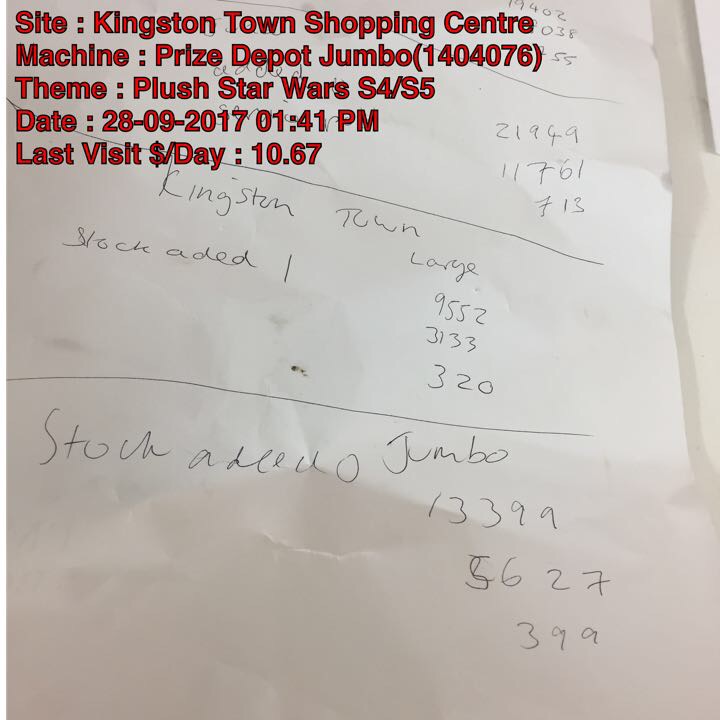 Site : Kingston Town Shopping Centre
Machine : Prize Depot Jumbo(1404076)
Theme : Plush Star Wars S4/S5
Date : 28-09-2017 01:41 PM
Last Visit $/Day : 10.67
19402
added
21949
11761
713
Kingston Town
Stock aded 1 Large
9552
3133
320
Stock added 0 Jumbo
13399
5627
399